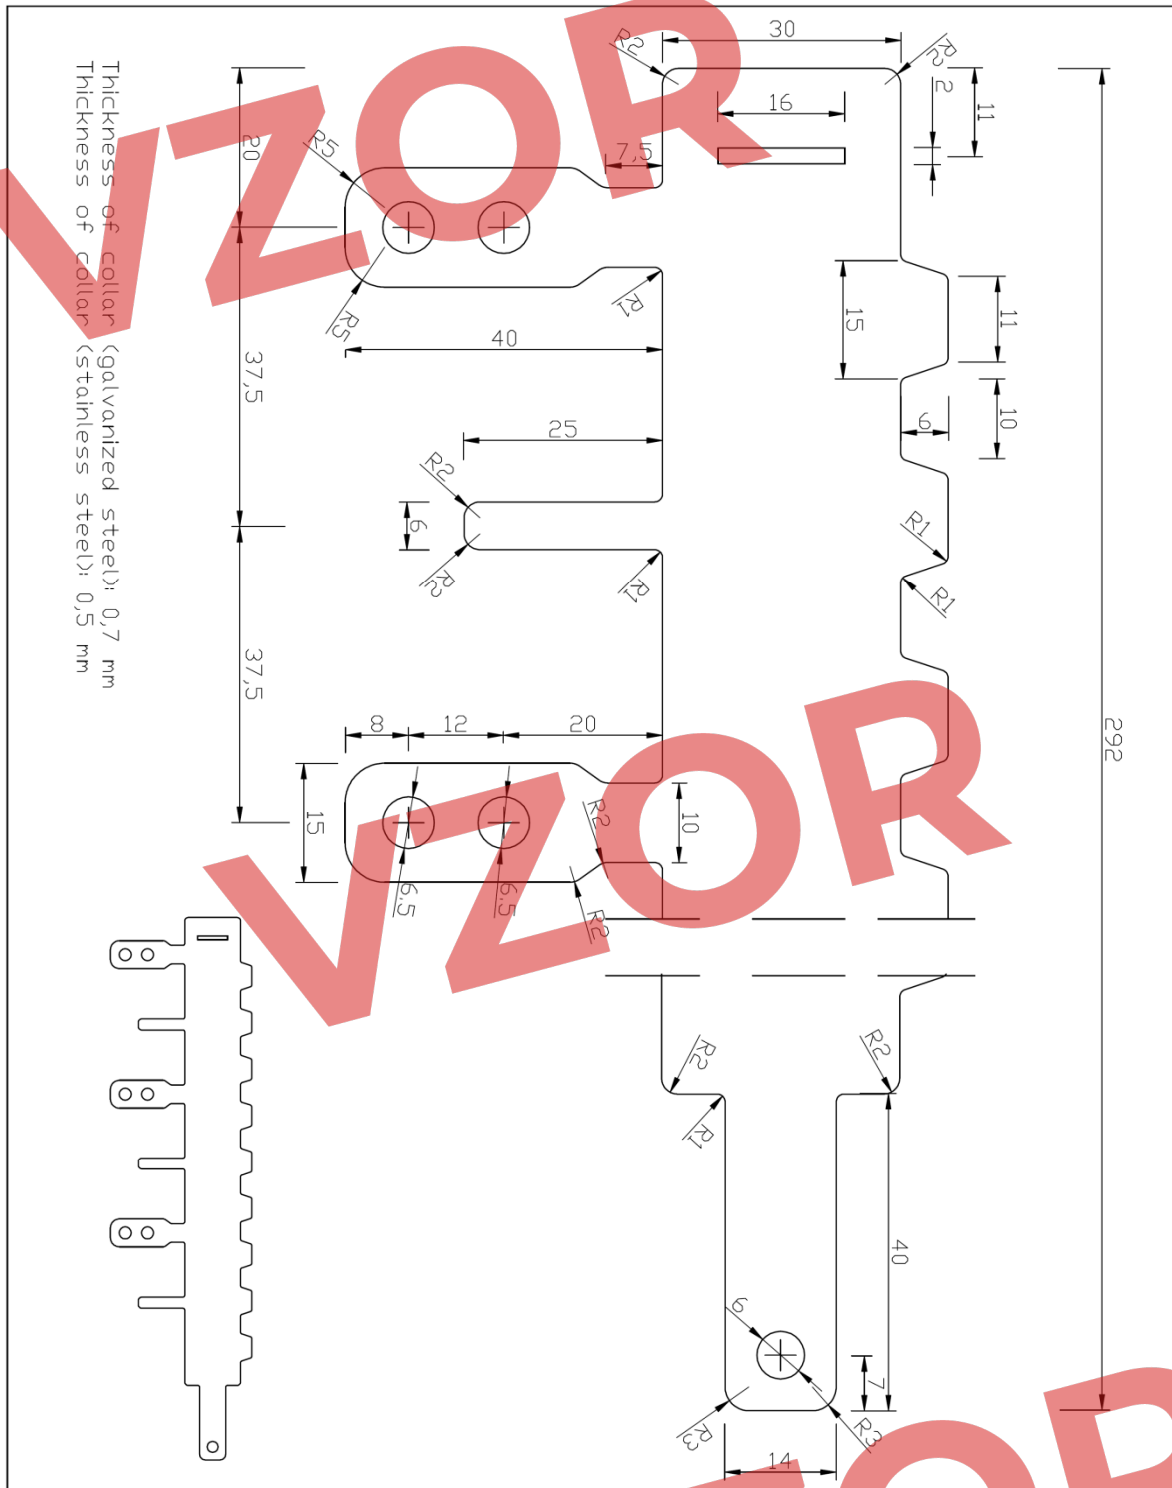 30
R2
R2
2
11
16
7,5
R5
20
R5
R1
15
11
40
37,5
10
6
25
R2
6
R2
R1
R1
R1
292
37,5
8
12
20
15
10
R2
6.5
6.5
R2
R2
R2
R1
40
6
7
R3
R3
14
Thickness of collar (galvanized steel): 0,7 mm
Thickness of collar (stainless steel): 0,5 mm
VZOR
VZOR